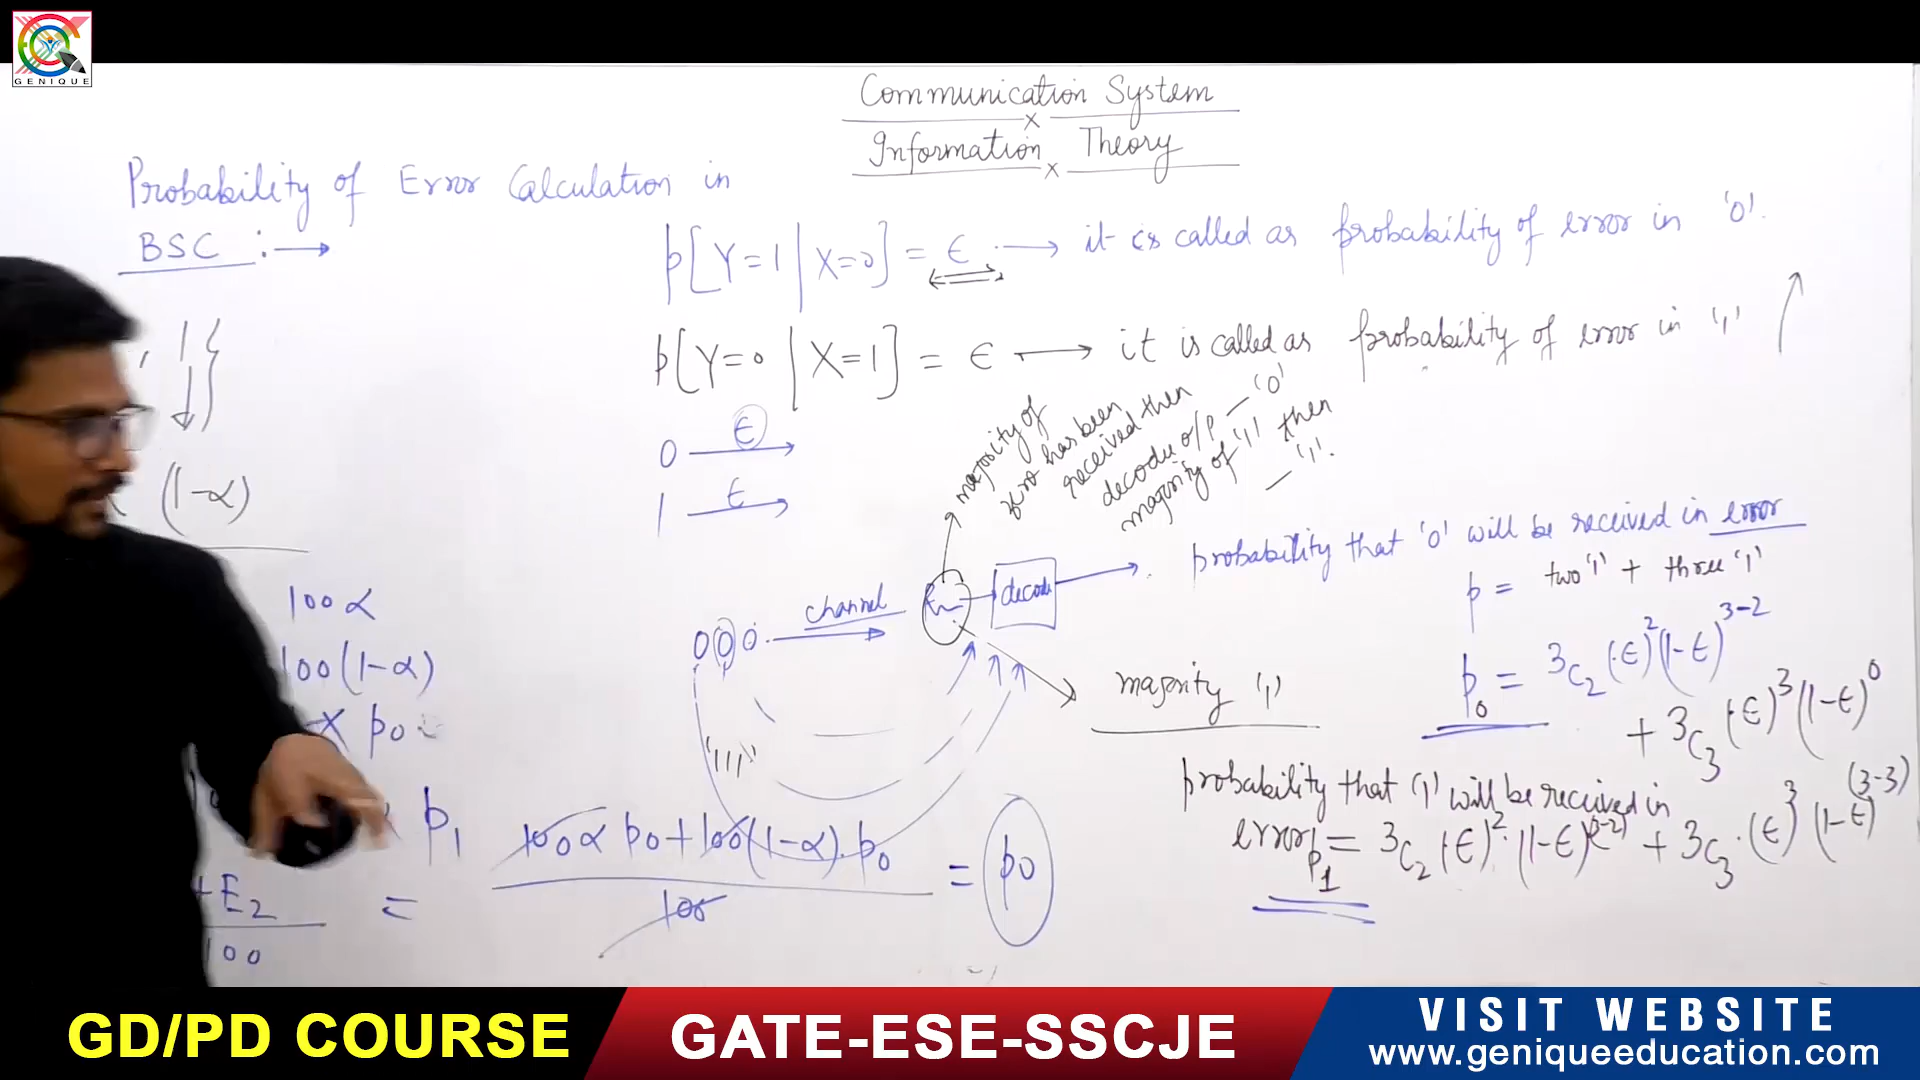 GENIQUE
Communication System
Information Theory
Probability of Error Calculation in
BSC :→
p[Y=1 | X=0] = ϵ → it is called as probability of error in '0'.
p[Y=0 | X=1] = ϵ → it is called as probability of error in '1'
0 ϵ →
1 ϵ →
majority of
zero has been
received then
decode o/p — '0'
majority of '1' then
— '1'.
, 1
(1-α)
100α
100(1-α)
p0
p1
000 channel → decode →
'111'
majority '1'
probability that '0' will be received in error
p = two '1' + three '1'
p0 = 3C2 (ϵ)^2 (1-ϵ)^3-2
+ 3C3 (ϵ)^3 (1-ϵ)^0
probability that '1' will be received in
error p1 = 3C2 (ϵ)^2 · (1-ϵ)^(3-2) + 3C3 · (ϵ)^3 (1-ϵ)^(3-3)
+E2
100
= 100α p0 + 100(1-α) · p0
100
= p0
GD/PD COURSE
GATE-ESE-SSCJE
VISIT WEBSITE
www.geniqueeducation.com